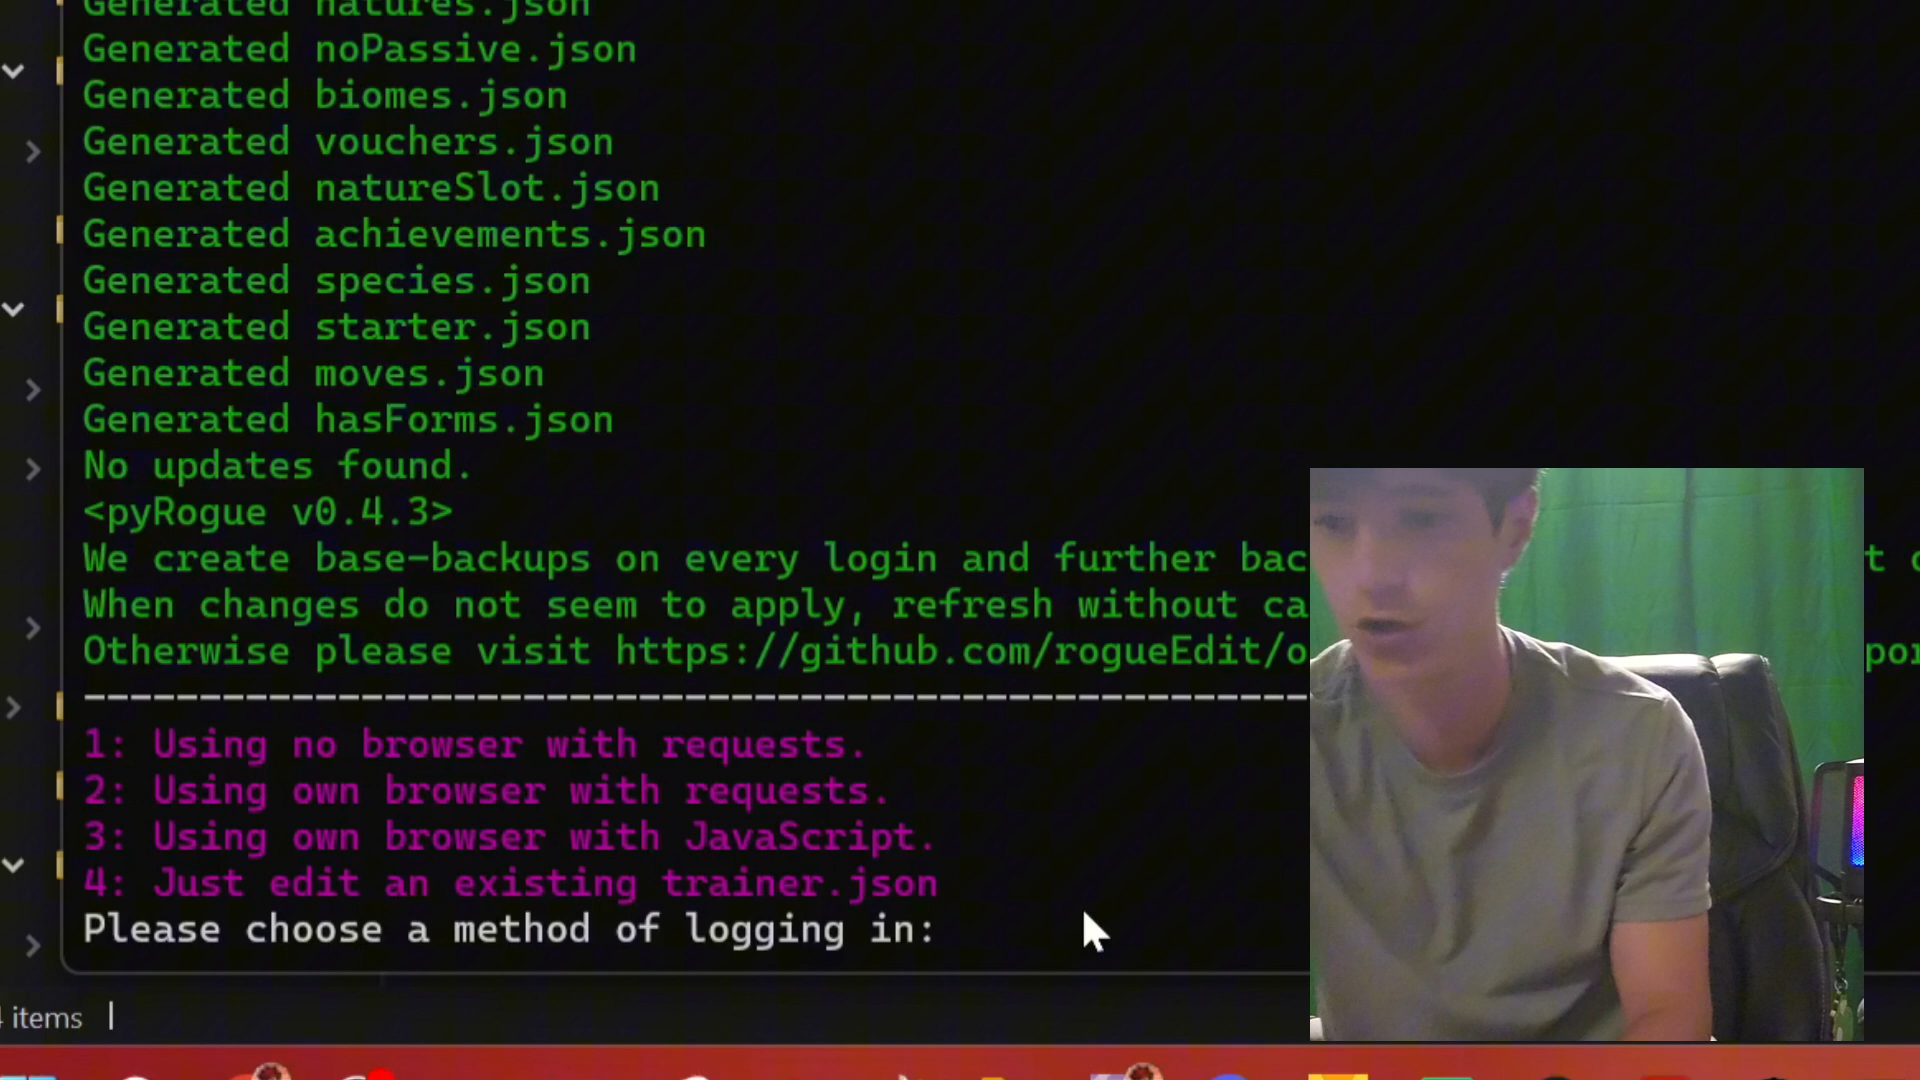 Generated natures.json
Generated noPassive.json
Generated biomes.json
Generated vouchers.json
Generated natureSlot.json
Generated achievements.json
Generated species.json
Generated starter.json
Generated moves.json
Generated hasForms.json
No updates found.
<pyRogue v0.4.3>
We create base-backups on every login and further bac
When changes do not seem to apply, refresh without ca
Otherwise please visit https://github.com/rogueEdit/o
----------------------------------------------------
1: Using no browser with requests.
2: Using own browser with requests.
3: Using own browser with JavaScript.
4: Just edit an existing trainer.json
Please choose a method of logging in:
items